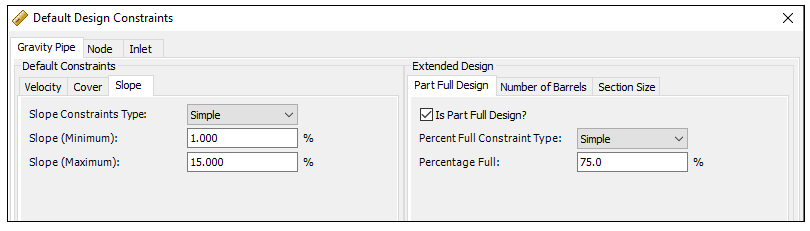 Default Design Constraints
Gravity Pipe Node Inlet
Default Constraints
Velocity Cover Slope
Slope Constraints Type: Simple
Slope (Minimum): 1.000 %
Slope (Maximum): 15.000 %
Extended Design
Part Full Design Number of Barrels Section Size
Is Part Full Design?
Percent Full Constraint Type: Simple
Percentage Full: 75.0 %